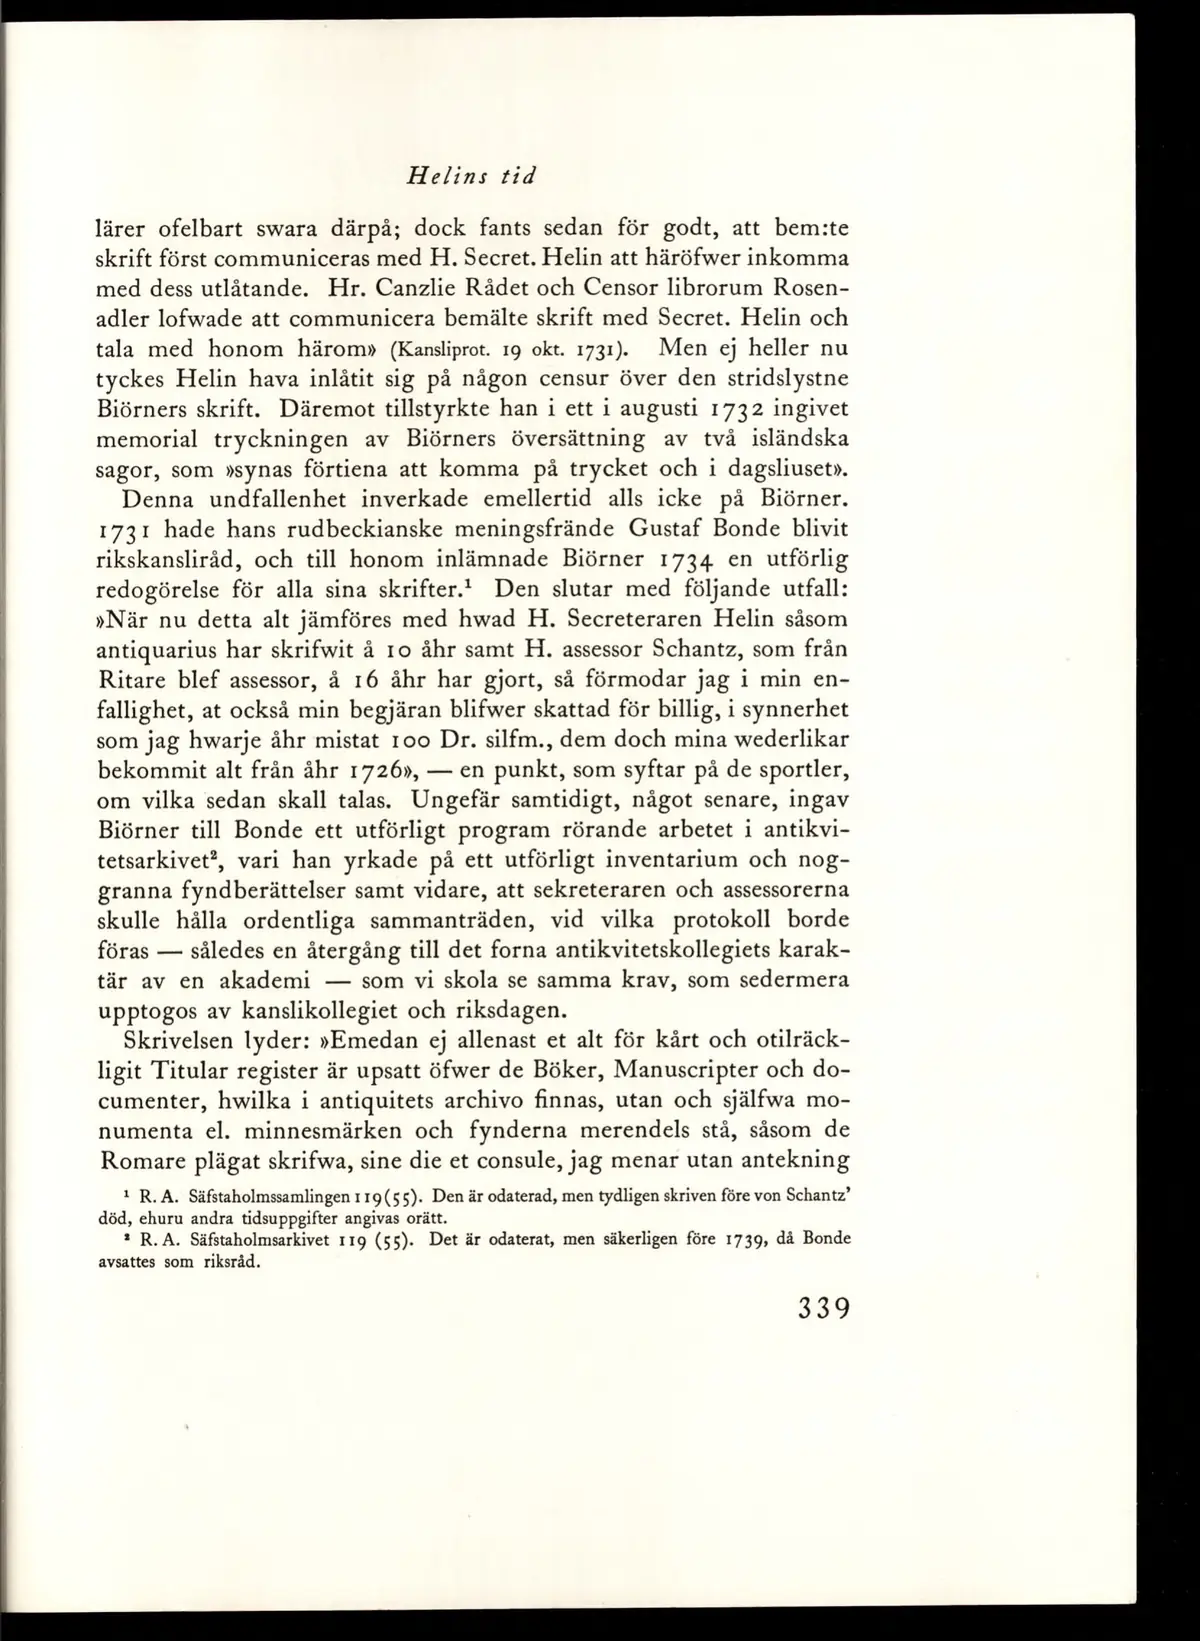 Helins tid
lärer ofelbart swara därpå; dock fants sedan för godt, att bem:te
skrift först communiceras med H. Secret. Helin att häröfwer inkomma
med dess utlåtande. Hr. Canzlie Rådet och Censor librorum Rosen-
adler lofwade att communicera bemälte skrift med Secret. Helin och
tala med honom härom» (Kansliprot. 19 okt. 1731). Men ej heller nu
tyckes Helin hava inlåtit sig på någon censur över den stridslystne
Biörners skrift. Däremot tillstyrkte han i ett i augusti 1732 ingivet
memorial tryckningen av Biörners översättning av två isländska
sagor, som »synas förtiena att komma på trycket och i dagsliuset».
Denna undfallenhet inverkade emellertid alls icke på Biörner.
1731 hade hans rudbeckianske meningsfrände Gustaf Bonde blivit
rikskansliråd, och till honom inlämnade Biörner 1734 en utförlig
redogörelse för alla sina skrifter.¹ Den slutar med följande utfall:
»När nu detta alt jämföres med hwad H. Secreteraren Helin såsom
antiquarius har skrifwit å 10 åhr samt H. assessor Schantz, som från
Ritare blef assessor, å 16 åhr har gjort, så förmodar jag i min en-
fallighet, at också min begjäran blifwer skattad för billig, i synnerhet
som jag hwarje åhr mistat 100 Dr. silfm., dem doch mina wederlikar
bekommit alt från åhr 1726», — en punkt, som syftar på de sportler,
om vilka sedan skall talas. Ungefär samtidigt, något senare, ingav
Biörner till Bonde ett utförligt program rörande arbetet i antikvi-
tetsarkivet², vari han yrkade på ett utförligt inventarium och nog-
granna fyndberättelser samt vidare, att sekreteraren och assessorerna
skulle hålla ordentliga sammanträden, vid vilka protokoll borde
föras — således en återgång till det forna antikvitetskollegiets karak-
tär av en akademi — som vi skola se samma krav, som sedermera
upptogos av kanslikollegiet och riksdagen.
Skrivelsen lyder: »Emedan ej allenast et alt för kårt och otilräck-
ligit Titular register är upsatt öfwer de Böker, Manuscripter och do-
cumenter, hwilka i antiquitets archivo finnas, utan och själfwa mo-
numenta el. minnesmärken och fynderna merendels stå, såsom de
Romare plägat skrifwa, sine die et consule, jag menar utan antekning
¹ R. A. Säfstaholmssamlingen 119(55). Den är odaterad, men tydligen skriven före von Schantz’
död, ehuru andra tidsuppgifter angivas orätt.
² R. A. Säfstaholmsarkivet 119 (55). Det är odaterat, men säkerligen före 1739, då Bonde
avsattes som riksråd.
339